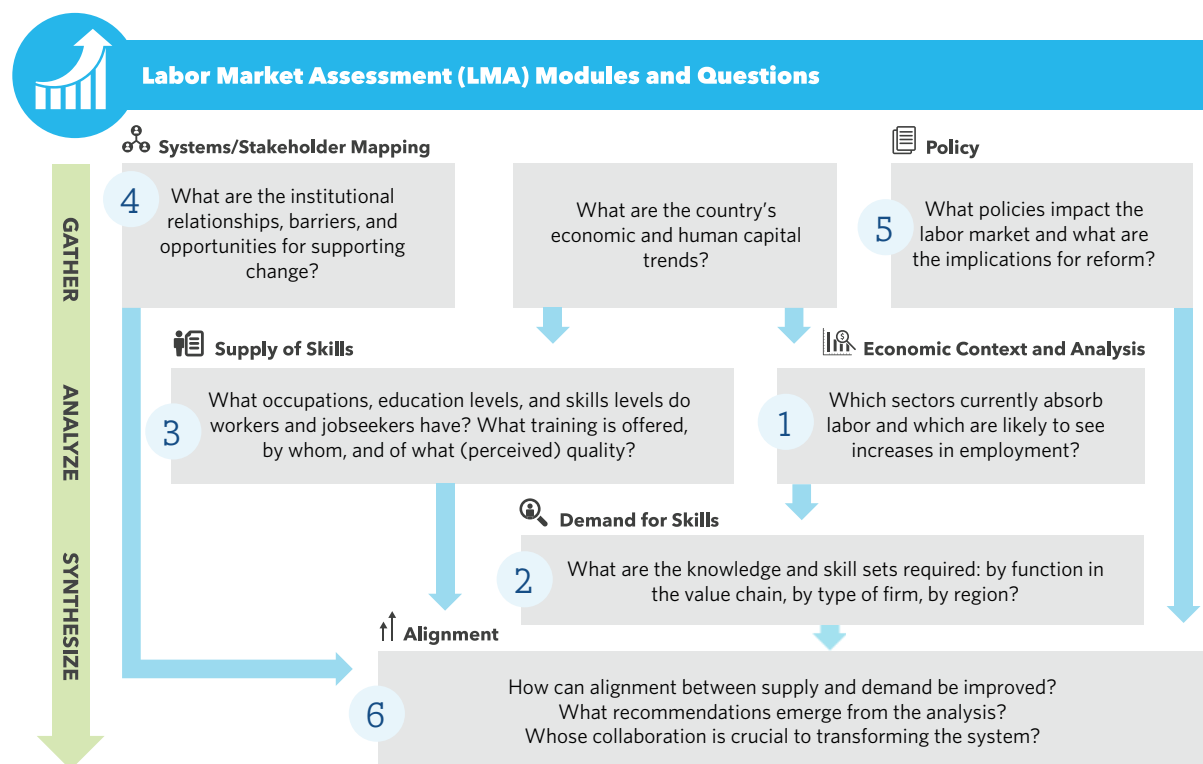 Labor Market Assessment (LMA) Modules and Questions
GATHER
ANALYZE
SYNTHESIZE
Systems/Stakeholder Mapping
4
What are the institutional
relationships, barriers, and
opportunities for supporting
change?
What are the country's
economic and human capital
trends?
Policy
5
What policies impact the
labor market and what are
the implications for reform?
Supply of Skills
3
What occupations, education levels, and skills levels do
workers and jobseekers have? What training is offered,
by whom, and of what (perceived) quality?
$
Economic Context and Analysis
1
Which sectors currently absorb
labor and which are likely to see
increases in employment?
Demand for Skills
2
What are the knowledge and skill sets required: by function in
the value chain, by type of firm, by region?
Alignment
6
How can alignment between supply and demand be improved?
What recommendations emerge from the analysis?
Whose collaboration is crucial to transforming the system?